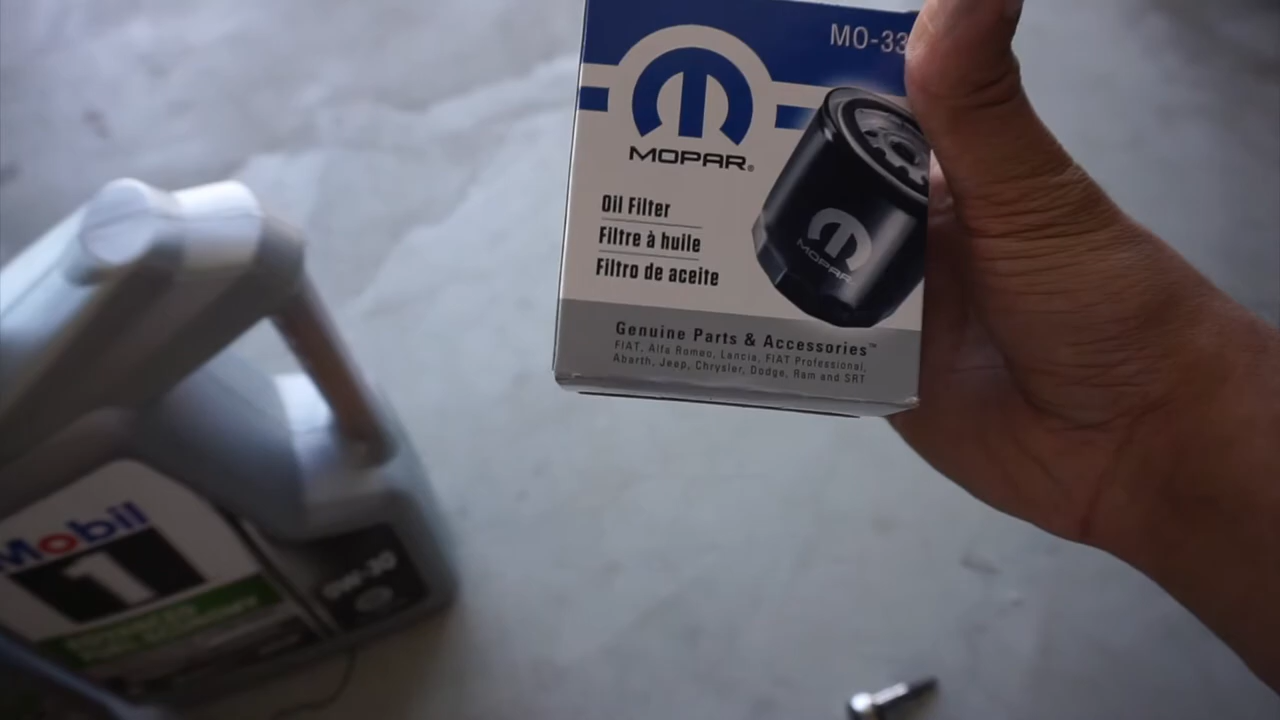 MO-33
MOPAR®
Oil Filter
Filtre à huile
Filtro de aceite
MOPAR
Genuine Parts & Accessories™
FIAT, Alfa Romeo, Lancia, FIAT Professional,
Abarth, Jeep, Chrysler, Dodge, Ram and SRT
Mobil
1
0W-30